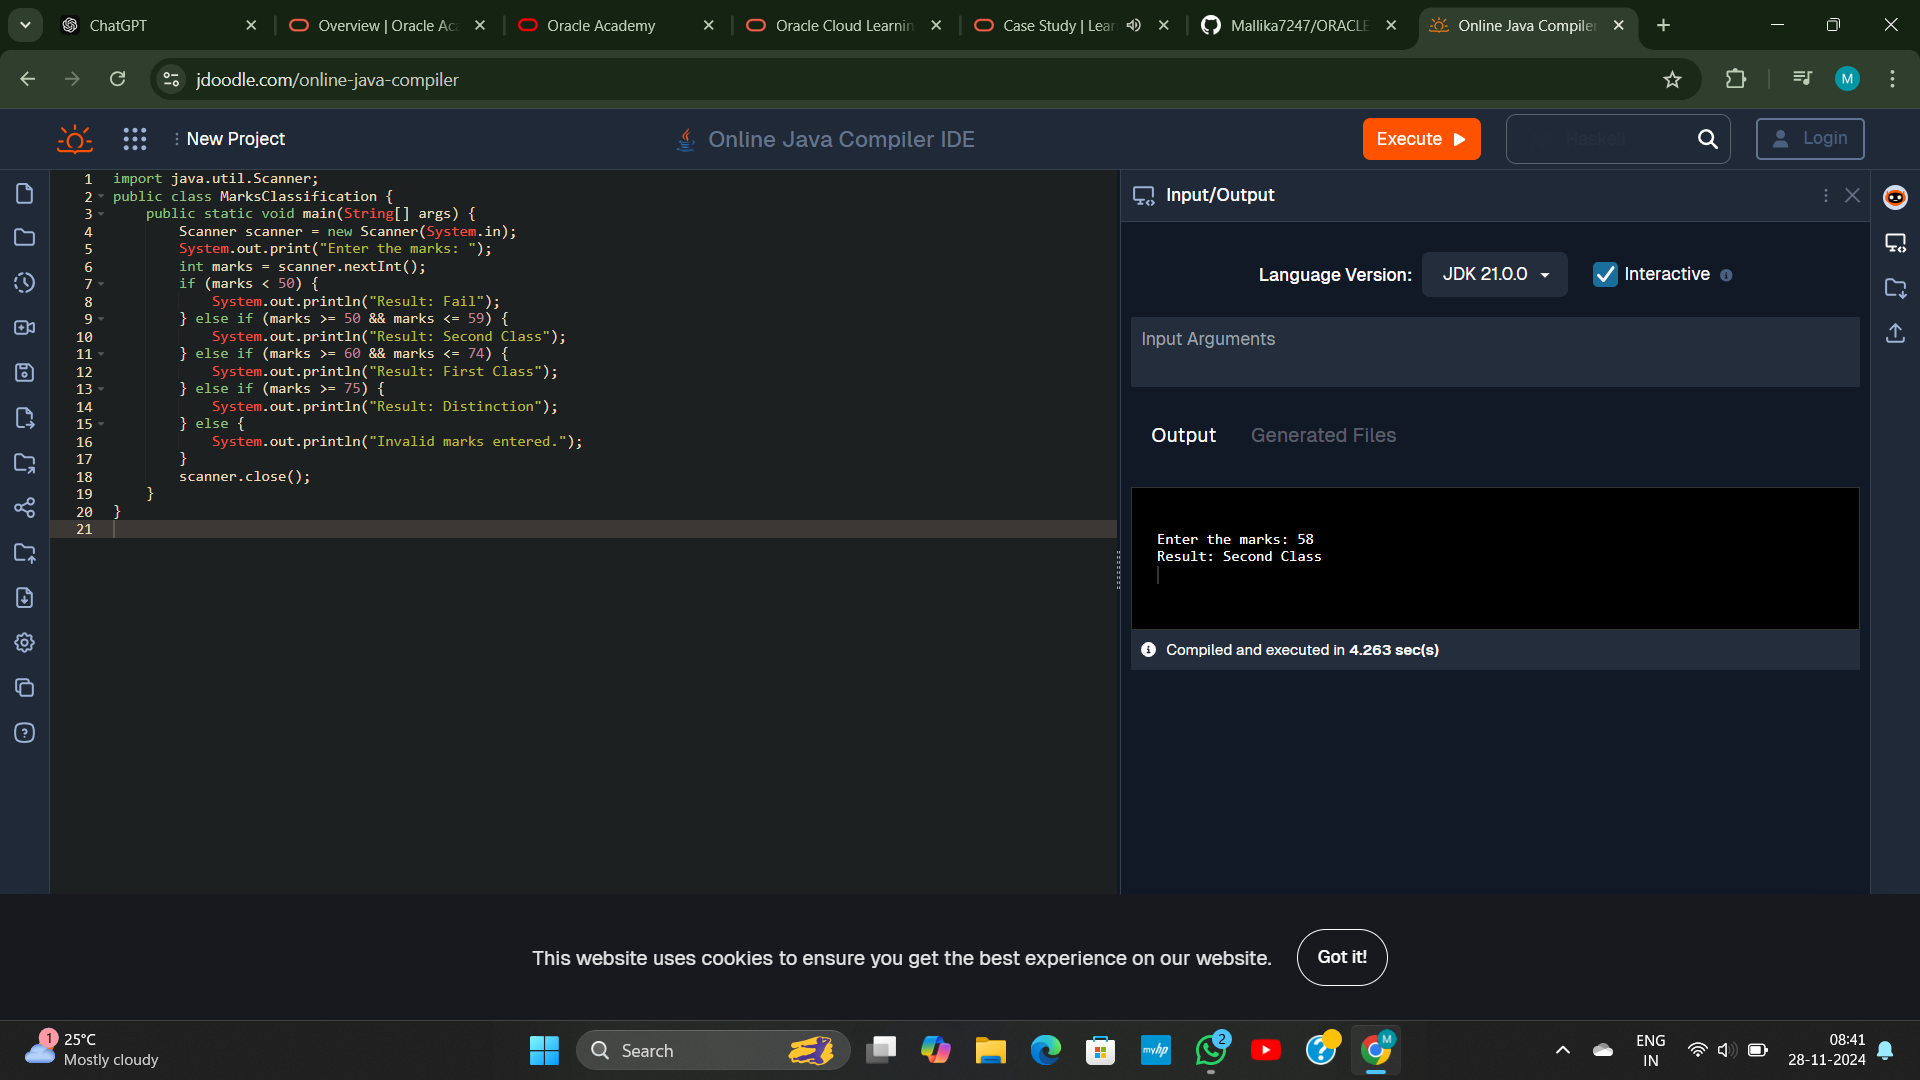 ChatGPT
Overview | Oracle Aca
Oracle Academy
Oracle Cloud Learnin
Case Study | Lear
Mallika7247/ORACLE
Online Java Compiler
jdoodle.com/online-java-compiler
M
New Project
Online Java Compiler IDE
Execute
Haskell
Login
1 import java.util.Scanner;
2 public class MarksClassification {
3 public static void main(String[] args) {
4 Scanner scanner = new Scanner(System.in);
5 System.out.print("Enter the marks: ");
6 int marks = scanner.nextInt();
7 if (marks < 50) {
8 System.out.println("Result: Fail");
9 } else if (marks >= 50 && marks <= 59) {
10 System.out.println("Result: Second Class");
11 } else if (marks >= 60 && marks <= 74) {
12 System.out.println("Result: First Class");
13 } else if (marks >= 75) {
14 System.out.println("Result: Distinction");
15 } else {
16 System.out.println("Invalid marks entered.");
17 }
18 scanner.close();
19 }
20 }
21
Input/Output
Language Version: JDK 21.0.0 Interactive
Input Arguments
Output Generated Files
Enter the marks: 58
Result: Second Class
Compiled and executed in 4.263 sec(s)
This website uses cookies to ensure you get the best experience on our website. Got it!
1
25°C
Mostly cloudy
Search
myhp
2
M
ENG
IN
08:41
28-11-2024